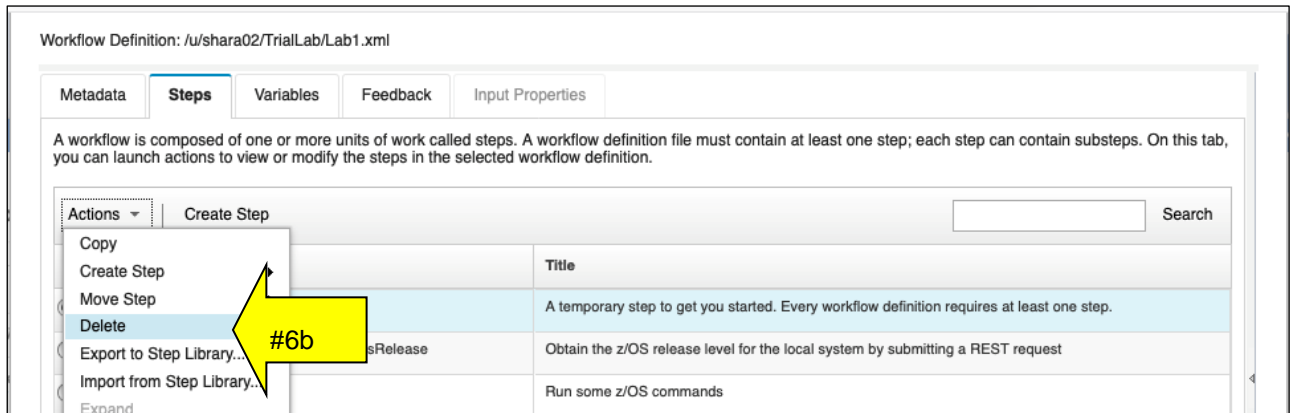 Workflow Definition: /u/shara02/TrialLab/Lab1.xml
Metadata Steps Variables Feedback Input Properties
A workflow is composed of one or more units of work called steps. A workflow definition file must contain at least one step; each step can contain substeps. On this tab,
you can launch actions to view or modify the steps in the selected workflow definition.
Actions Create Step Search
Copy
Create Step
Title
Move Step
A temporary step to get you started. Every workflow definition requires at least one step.
Delete
#6b
Export to Step Library...
sRelease
Obtain the z/OS release level for the local system by submitting a REST request
Import from Step Library...
Run some z/OS commands
Expand